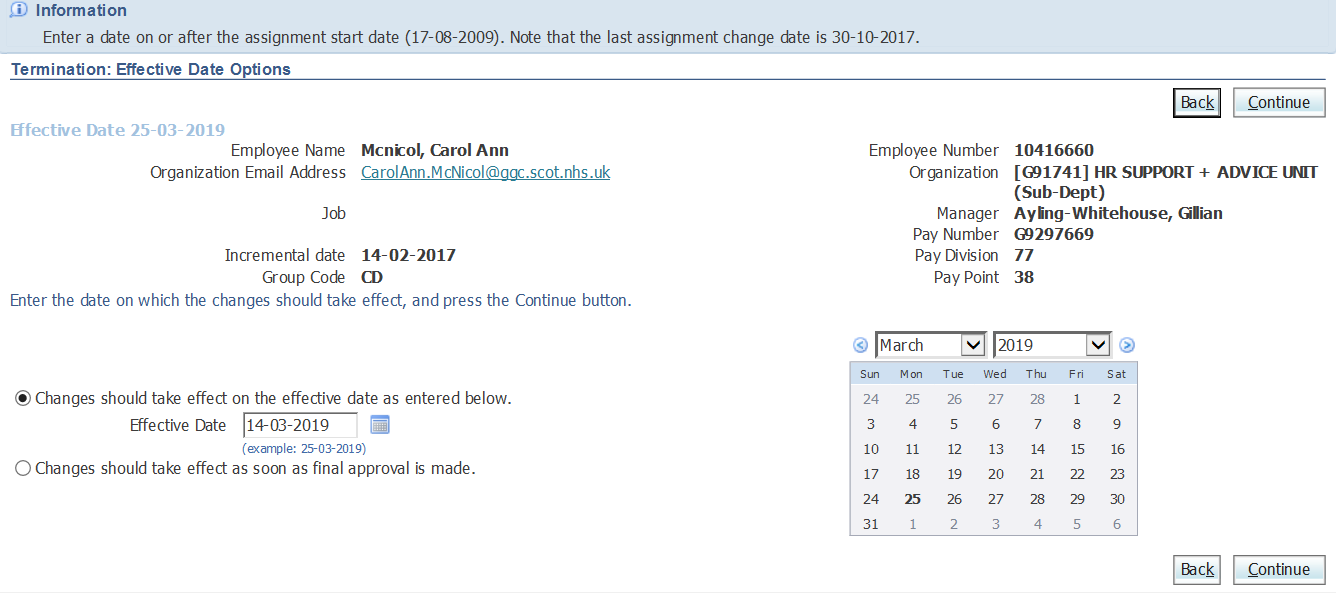 Information
Enter a date on or after the assignment start date (17-08-2009). Note that the last assignment change date is 30-10-2017.
Termination: Effective Date Options
Back Continue
Effective Date 25-03-2019
Employee Name Mcnicol, Carol Ann
Organization Email Address CarolAnn.McNicol@ggc.scot.nhs.uk
Job
Incremental date 14-02-2017
Group Code CD
Employee Number 10416660
Organization [G91741] HR SUPPORT + ADVICE UNIT
(Sub-Dept)
Manager Ayling-Whitehouse, Gillian
Pay Number G9297669
Pay Division 77
Pay Point 38
Enter the date on which the changes should take effect, and press the Continue button.
Changes should take effect on the effective date as entered below.
Effective Date 14-03-2019
(example: 25-03-2019)
Changes should take effect as soon as final approval is made.
March 2019
Sun Mon Tue Wed Thu Fri Sat
24 25 26 27 28 1 2
3 4 5 6 7 8 9
10 11 12 13 14 15 16
17 18 19 20 21 22 23
24 25 26 27 28 29 30
31 1 2 3 4 5 6
Back Continue